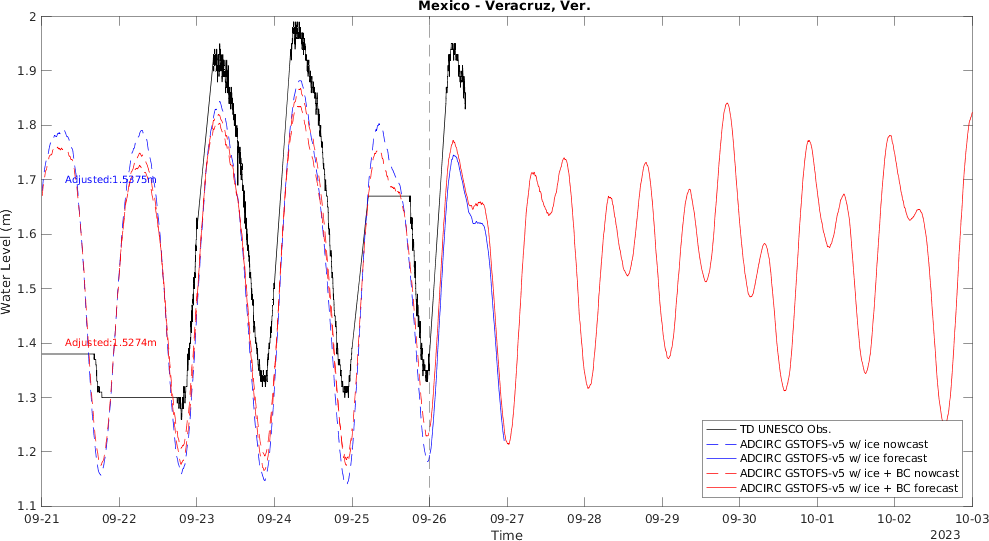 Mexico - Veracruz, Ver.
2
1.9
1.8
1.7
1.6
1.5
1.4
1.3
1.2
1.1
Water Level (m)
Adjusted:1.5375m
Adjusted:1.5274m
TD UNESCO Obs.
ADCIRC GSTOFS-v5 w/ ice nowcast
ADCIRC GSTOFS-v5 w/ ice forecast
ADCIRC GSTOFS-v5 w/ ice + BC nowcast
ADCIRC GSTOFS-v5 w/ ice + BC forecast
09-21 09-22 09-23 09-24 09-25 09-26 09-27 09-28 09-29 09-30 10-01 10-02 10-03
Time
2023